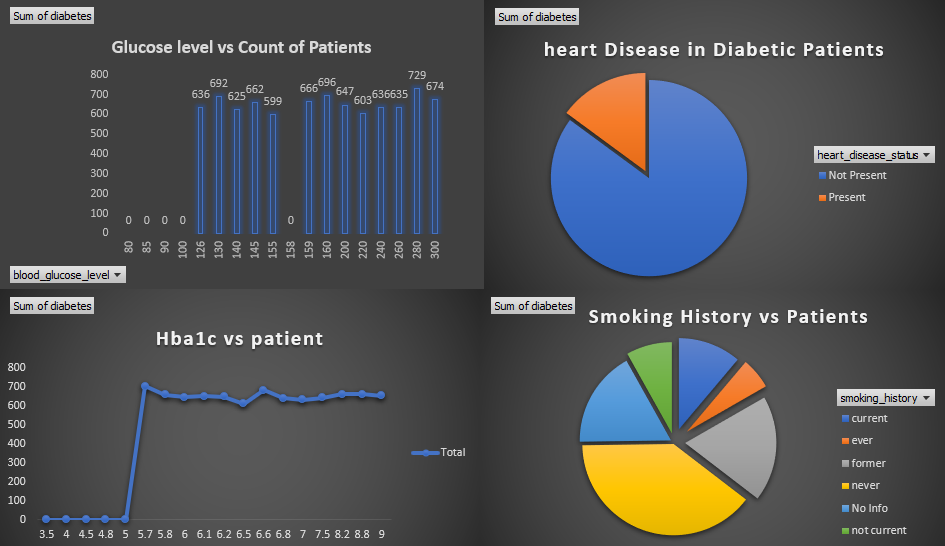 Sum of diabetes
Glucose level vs Count of Patients
800
700
600
500
400
300
200
100
0
0 0 0 0 636 692 625 662 599 0 666 696 647 603 636 635 729 674
80 85 90 100 126 130 140 145 155 158 159 160 200 220 240 260 280 300
blood_glucose_level
Sum of diabetes
heart Disease in Diabetic Patients
heart_disease_status
Not Present
Present
Sum of diabetes
Hba1c vs patient
800
700
600
500
400
300
200
100
0
3.5 4 4.5 4.8 5 5.7 5.8 6 6.1 6.2 6.5 6.6 6.8 7 7.5 8.2 8.8 9
Total
Sum of diabetes
Smoking History vs Patients
smoking_history
current
ever
former
never
No Info
not current